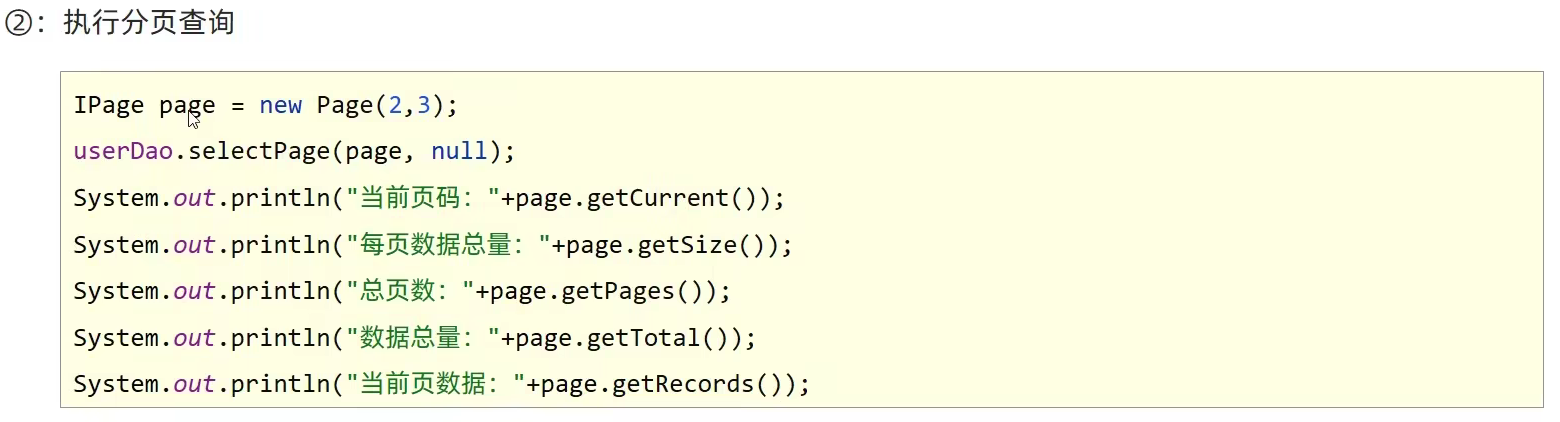 ②：执行分页查询
IPage page = new Page(2,3);
userDao.selectPage(page, null);
System.out.println("当前页码："+page.getCurrent());
System.out.println("每页数据总量："+page.getSize());
System.out.println("总页数："+page.getPages());
System.out.println("数据总量："+page.getTotal());
System.out.println("当前页数据："+page.getRecords());